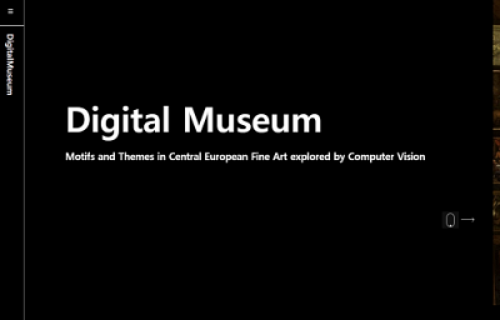 DigitalMuseum
Digital Museum
Motifs and Themes in Central European Fine Art explored by Computer Vision